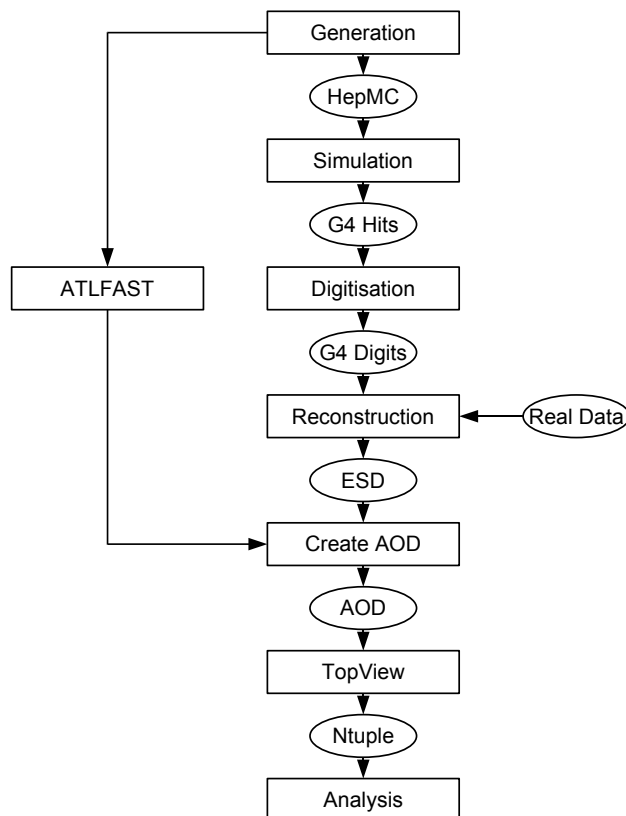 Generation
HepMC
Simulation
G4 Hits
ATLFAST
Digitisation
G4 Digits
Reconstruction
Real Data
ESD
Create AOD
AOD
TopView
Ntuple
Analysis